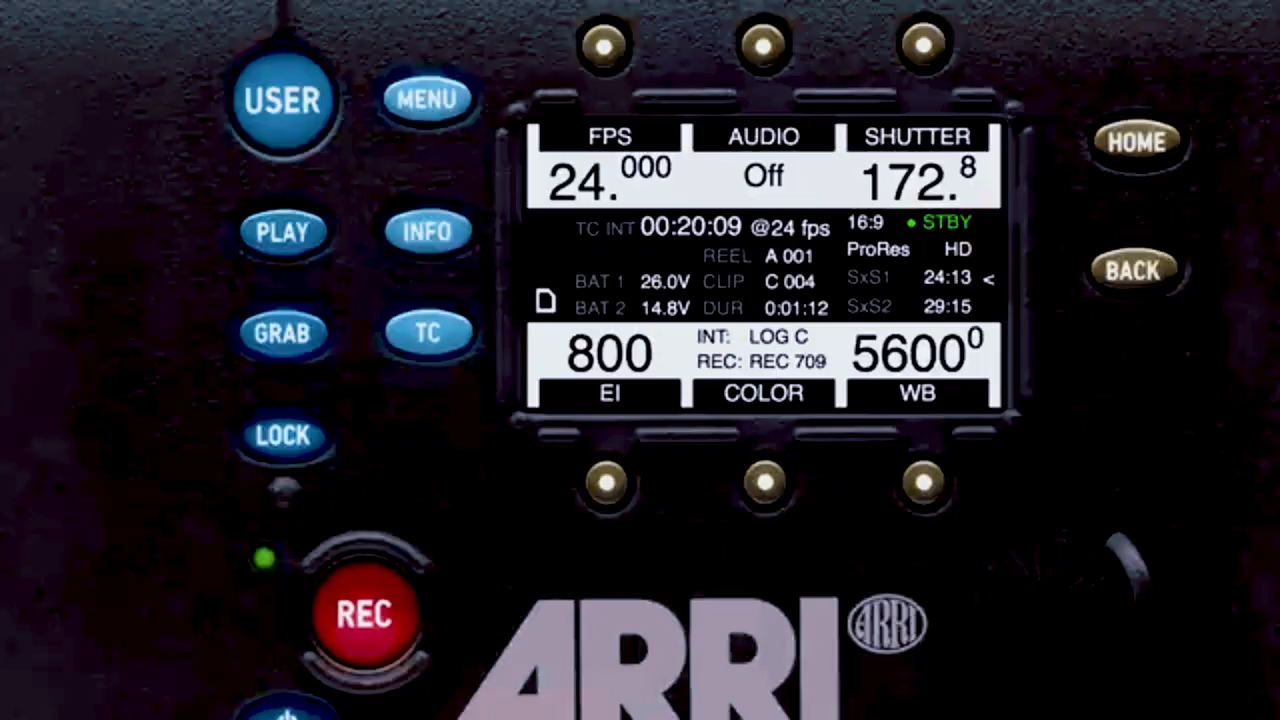 USER
MENU
PLAY
INFO
GRAB
TC
LOCK
REC
FPS AUDIO SHUTTER
24.000 Off 172.8
TC INT 00:20:09 @24 fps 16:9 STBY
REEL A 001 ProRes HD
BAT 1 26.0V CLIP C 004 SxS1 24:13 <
BAT 2 14.8V DUR 0:01:12 SxS2 29:15
800 INT: LOG C 5600⁰
REC: REC 709
EI COLOR WB
HOME
BACK
ARRI
ARRI